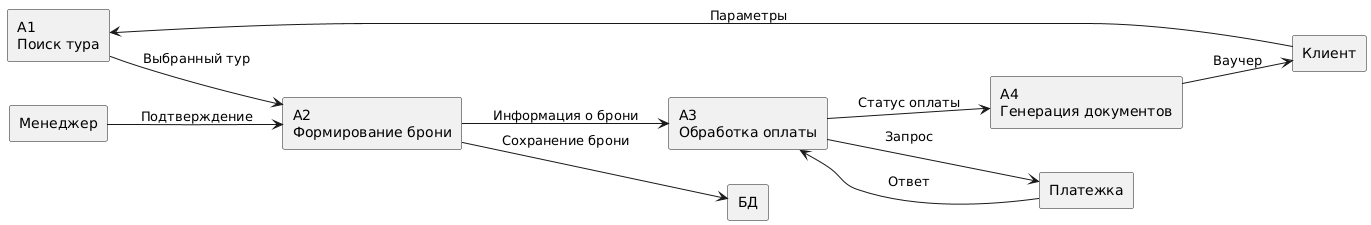 Параметры
A1
Поиск тура
Клиент
Выбранный тур
Ваучер
Менеджер
Подтверждение
A2
Формирование брони
Информация о брони
Сохранение брони
A3
Обработка оплаты
Статус оплаты
A4
Генерация документов
Запрос
Ответ
Платежка
БД